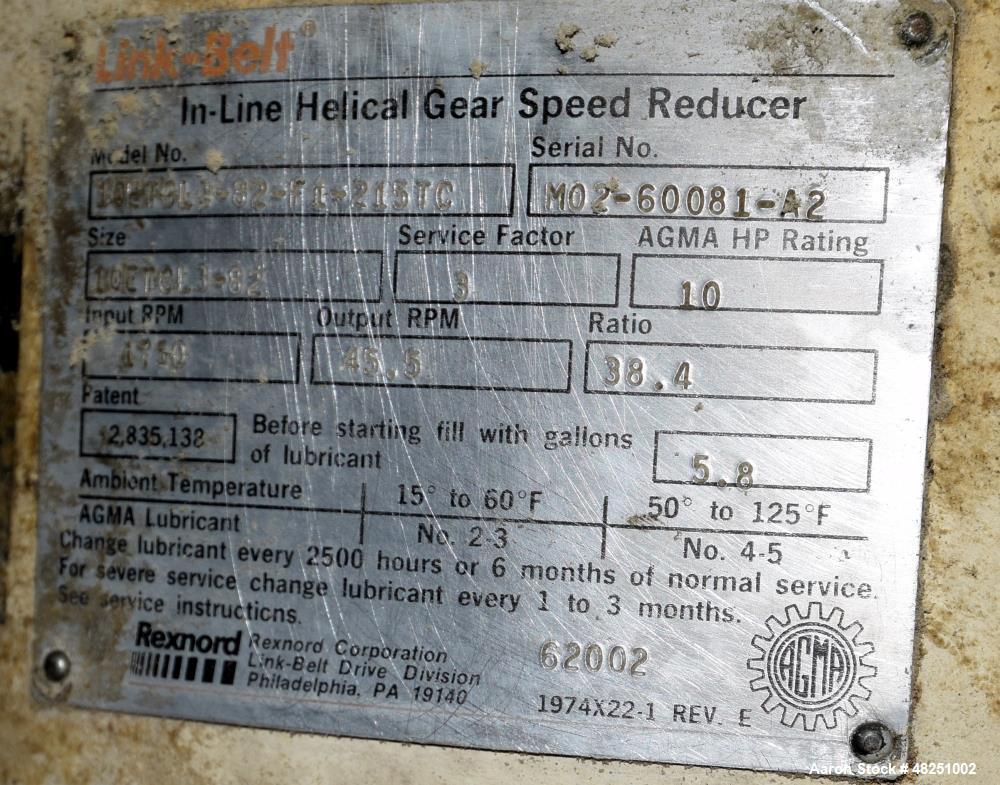 Link-Belt®
In-Line Helical Gear Speed Reducer
Model No.
Serial No.
M02-60081-A2
Size
Service Factor
AGMA HP Rating
3
10
Input RPM
Output RPM
Ratio
1750
45.5
38.4
Patent
2,835,138
Before starting fill with gallons
of lubricant
5.8
Ambient Temperature
15° to 60°F
50° to 125°F
AGMA Lubricant
No. 2-3
No. 4-5
Change lubricant every 2500 hours or 6 months of normal service.
For severe service change lubricant every 1 to 3 months.
See service instructions.
Rexnord
Rexnord Corporation
Link-Belt Drive Division
Philadelphia, PA 19140
62002
1974X22-1 REV. E
AGMA
Aaron Stock # 48251002